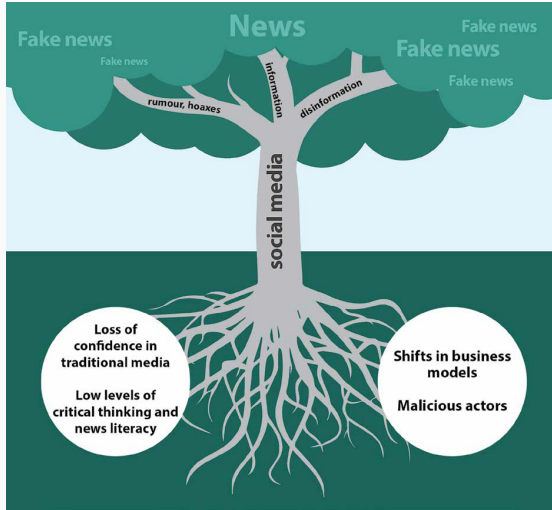 News
Fake news
Fake news
Fake news
Fake news
Fake news
information
rumour, hoaxes
disinformation
social media
Loss of
confidence in
traditional media
Low levels of
critical thinking and
news literacy
Shifts in business
models
Malicious actors